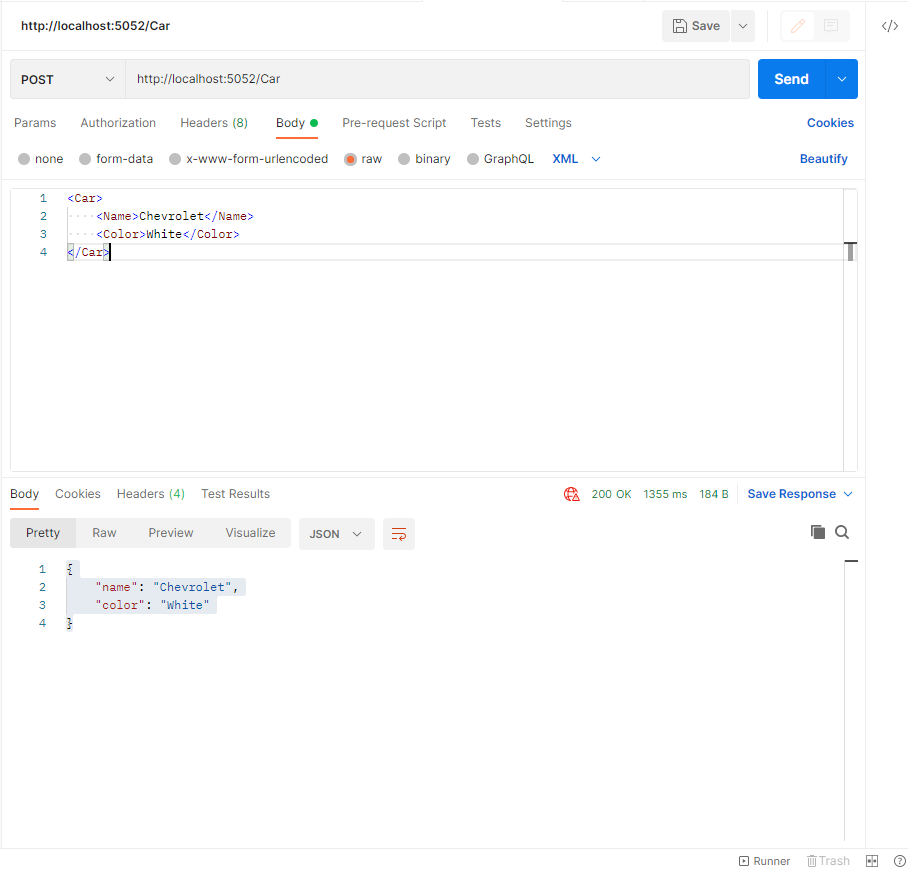 http://localhost:5052/Car Save </>
POST http://localhost:5052/Car Send
Params Authorization Headers (8) Body Pre-request Script Tests Settings Cookies
none form-data x-www-form-urlencoded raw binary GraphQL XML Beautify
1 <Car>
2 ····<Name>Chevrolet</Name>
3 ····<Color>White</Color>
4 </Car>
Body Cookies Headers (4) Test Results 200 OK 1355 ms 184 B Save Response
Pretty Raw Preview Visualize JSON
1 {
2 "name": "Chevrolet",
3 "color": "White"
4 }
Runner Trash ?